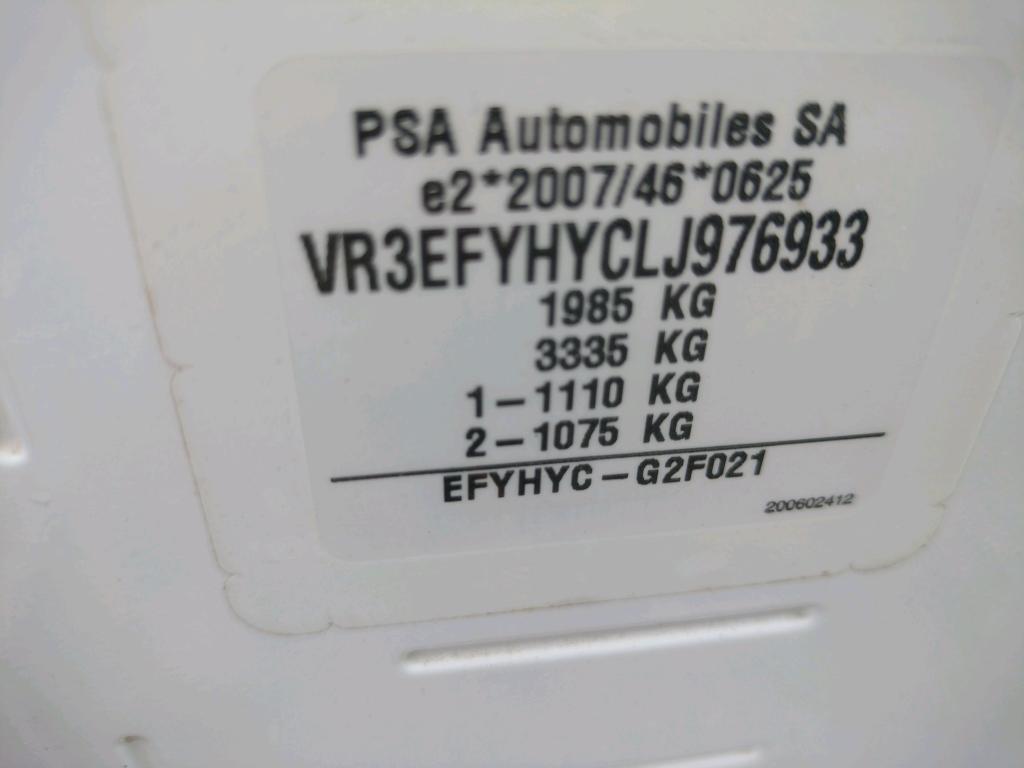 PSA Automobiles SA
e2*2007/46*0625
VR3EFYHYCLJ976933
1985 KG
3335 KG
1-1110 KG
2-1075 KG
EFYHYC-G2F021
200602412